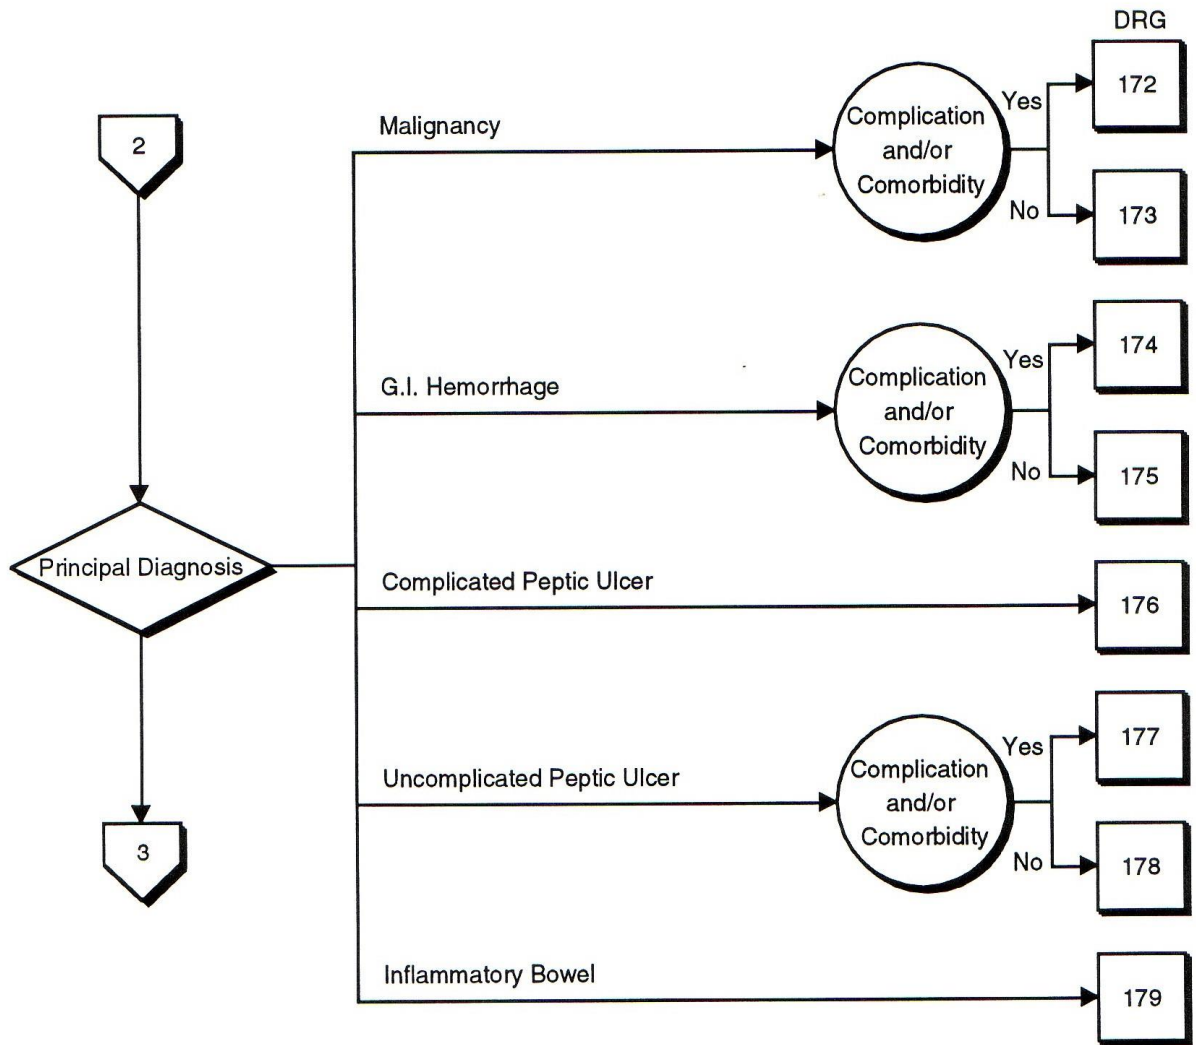 DRG
2
Malignancy
Complication
and/or
Comorbidity
Yes
172
No
173
G.I. Hemorrhage
Complication
and/or
Comorbidity
Yes
174
No
175
Principal Diagnosis
Complicated Peptic Ulcer
176
Uncomplicated Peptic Ulcer
Complication
and/or
Comorbidity
Yes
177
No
178
3
Inflammatory Bowel
179